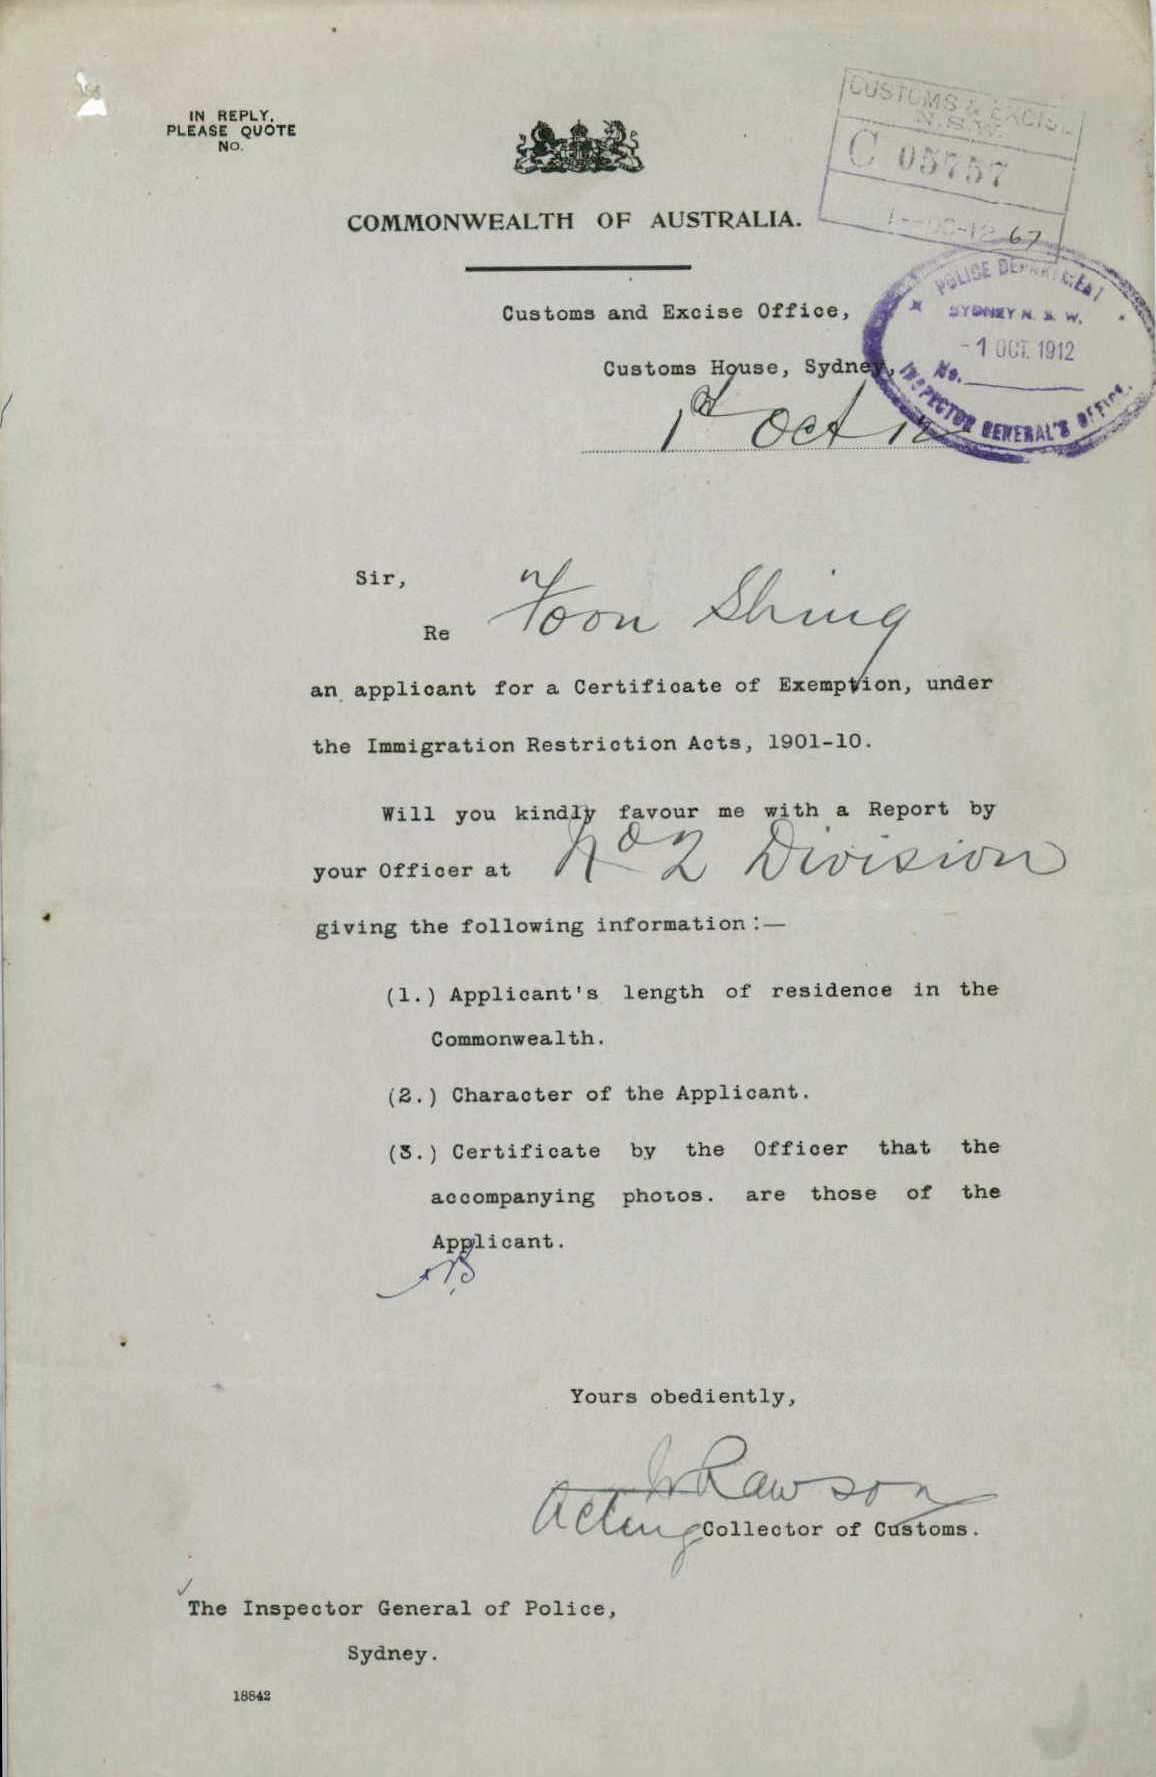 IN REPLY,
PLEASE QUOTE
No.
CUSTOMS & EXCISE
N.S.W.
C 05757
67
COMMONWEALTH OF AUSTRALIA.
POLICE DEPARTMENT
SYDNEY N. S. W.
-1 OCT. 1912
No.
INSPECTOR GENERAL'S OFFICE.
Customs and Excise Office,
Customs House, Sydney,
1st Oct 12
Sir,
Re Yoon Shing
an applicant for a Certificate of Exemption, under
the Immigration Restriction Acts, 1901-10.
Will you kindly favour me with a Report by
your Officer at No 2 Division
giving the following information:—
(1.) Applicant's length of residence in the
Commonwealth.
(2.) Character of the Applicant.
(3.) Certificate by the Officer that the
accompanying photos. are those of the
Applicant.
Yours obediently,
W Rawson
Acting Collector of Customs.
The Inspector General of Police,
Sydney.
18842